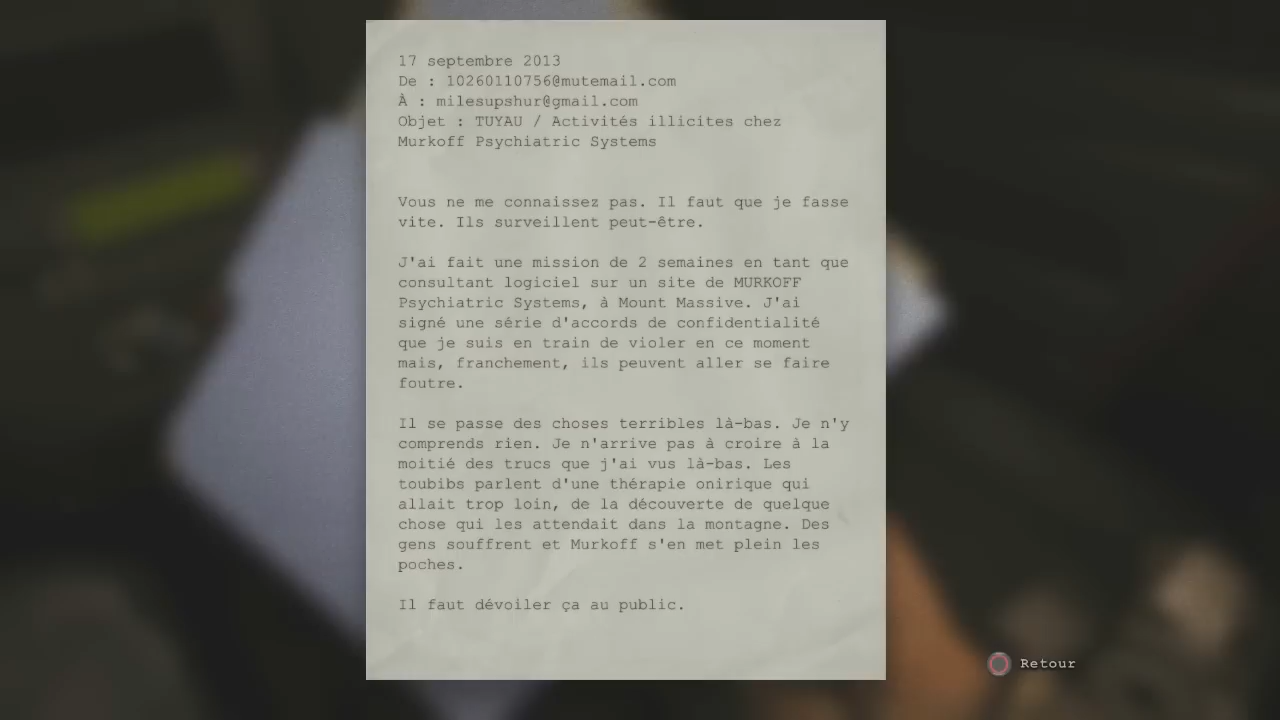 17 septembre 2013
De : 10260110756@mutemail.com
À : milesupshur@gmail.com
Objet : TUYAU / Activités illicites chez
Murkoff Psychiatric Systems
Vous ne me connaissez pas. Il faut que je fasse
vite. Ils surveillent peut-être.
J'ai fait une mission de 2 semaines en tant que
consultant logiciel sur un site de MURKOFF
Psychiatric Systems, à Mount Massive. J'ai
signé une série d'accords de confidentialité
que je suis en train de violer en ce moment
mais, franchement, ils peuvent aller se faire
foutre.
Il se passe des choses terribles là-bas. Je n'y
comprends rien. Je n'arrive pas à croire à la
moitié des trucs que j'ai vus là-bas. Les
toubibs parlent d'une thérapie onirique qui
allait trop loin, de la découverte de quelque
chose qui les attendait dans la montagne. Des
gens souffrent et Murkoff s'en met plein les
poches.
Il faut dévoiler ça au public.
Retour